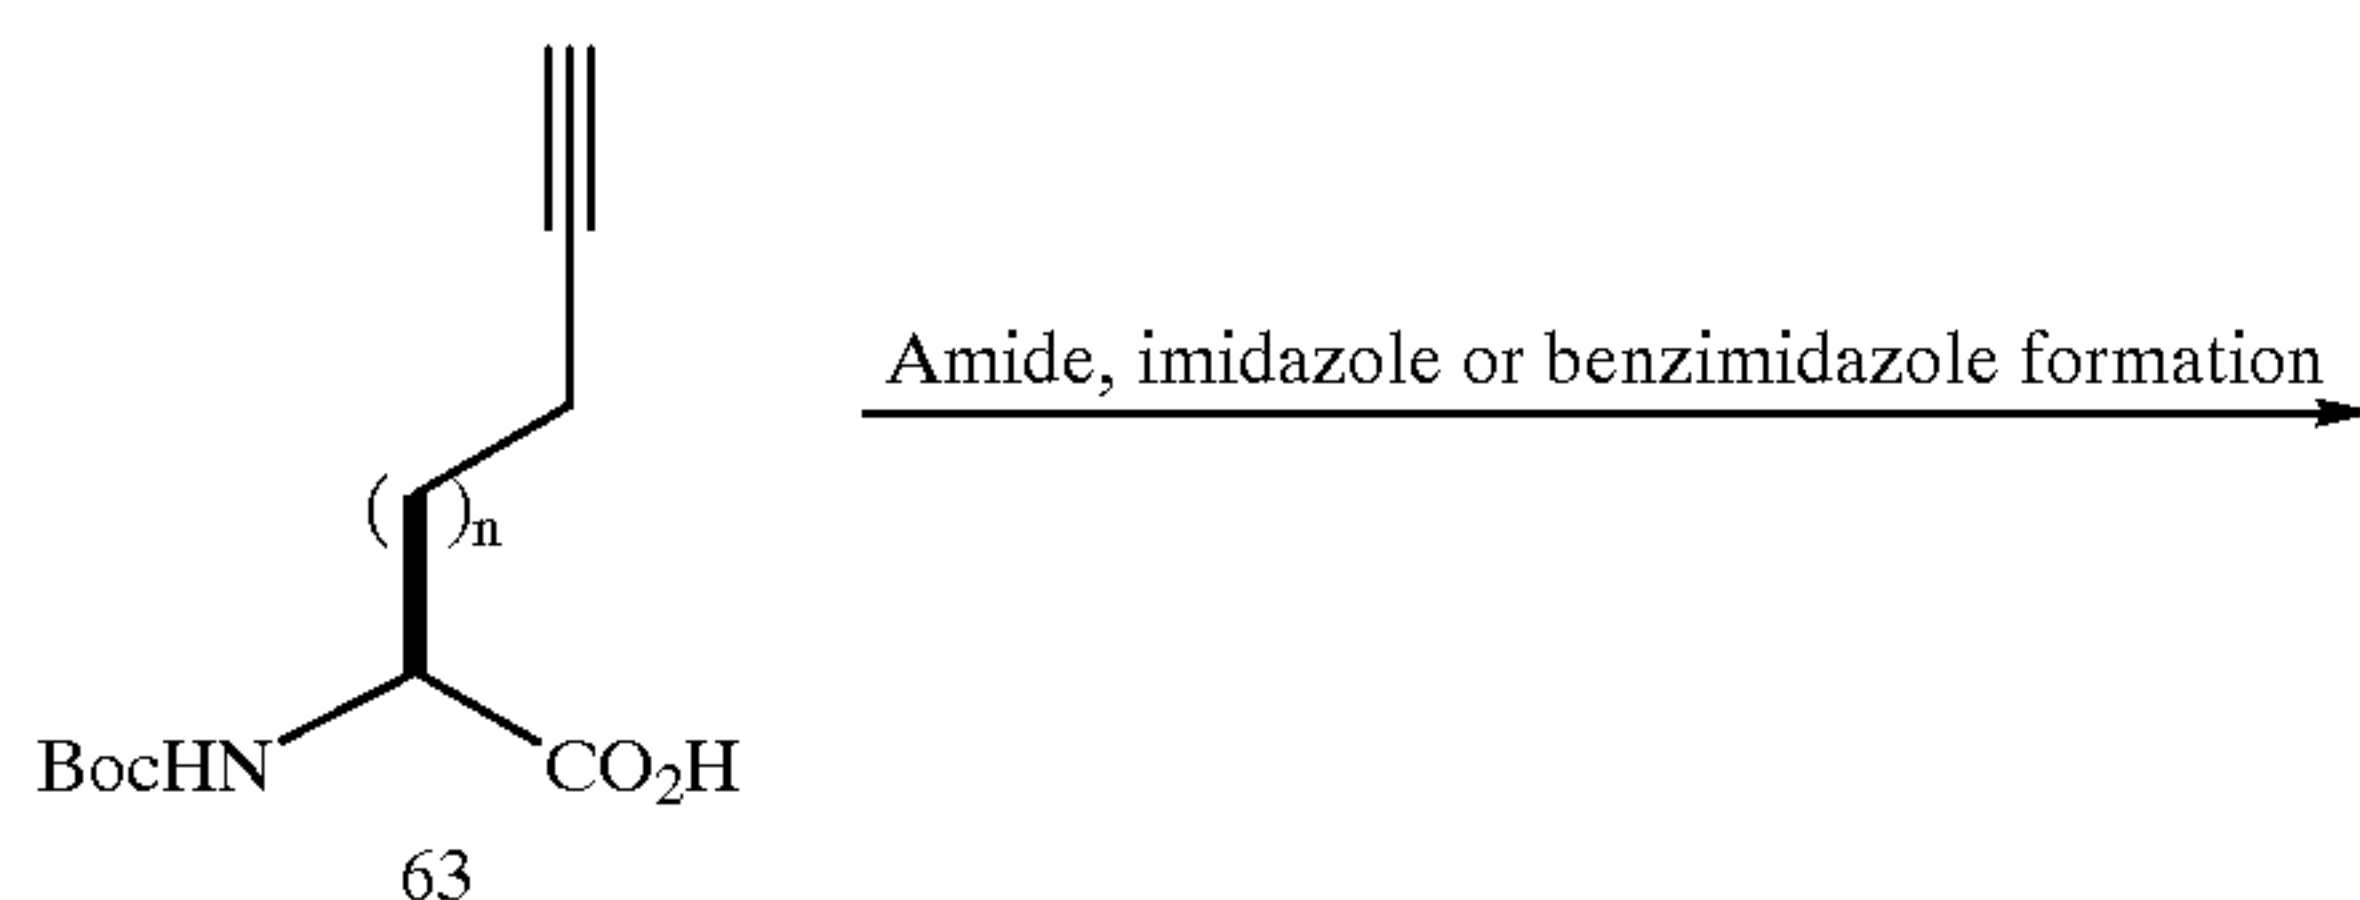 Amide, imidazole or benzimidazole formation
( )n
BocHN CO2H
63